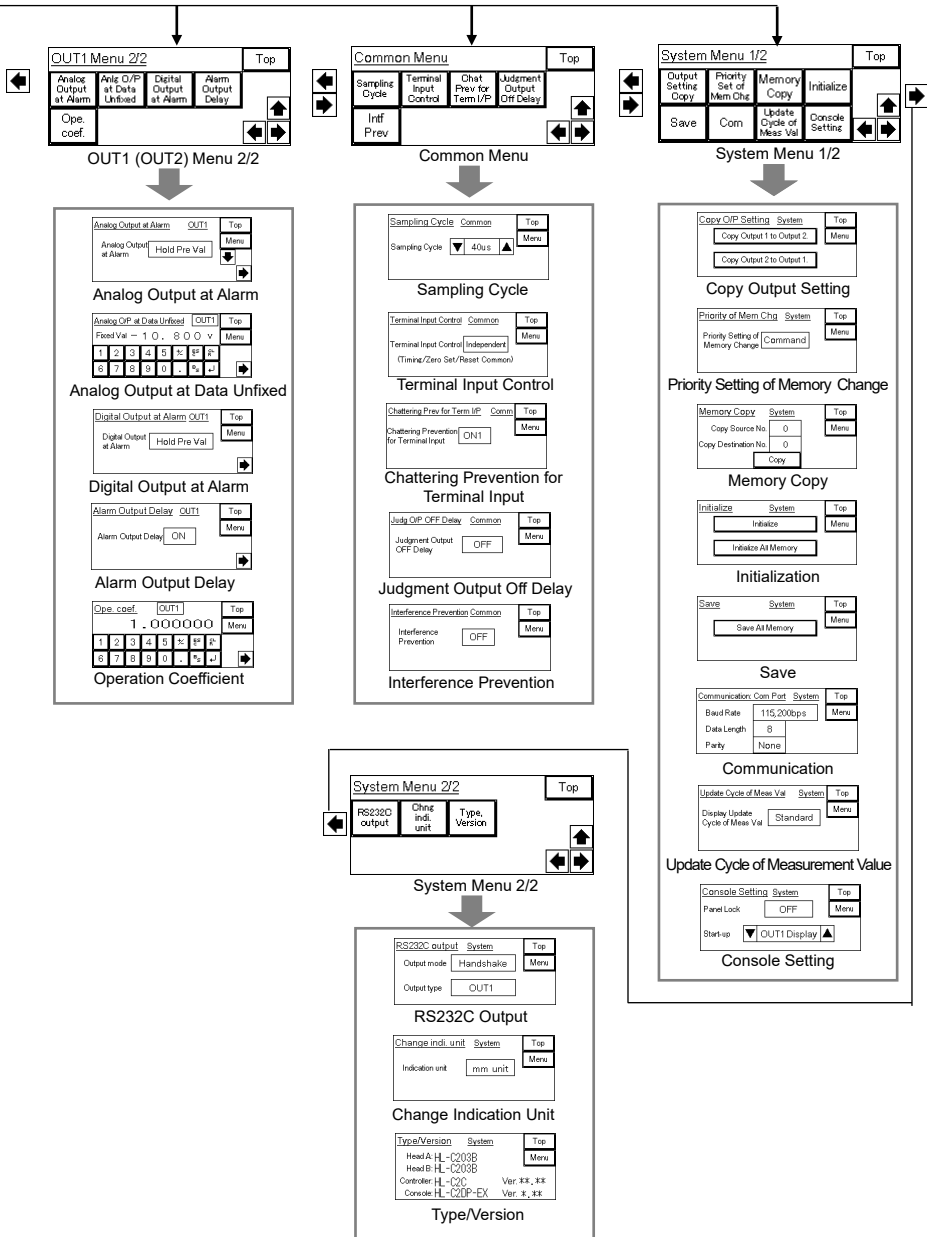 OUT1 Menu 2/2 Top
Analog Output at Alarm
Anlg O/P at Data Unfixed
Digital Output at Alarm
Alarm Output Delay
Ope. coef.
OUT1 (OUT2) Menu 2/2
Analog Output at Alarm OUT1 Top
Menu
Analog Output at Alarm Hold Pre Val
Analog Output at Alarm
Analog O/P at Data Unfixed OUT1 Top
Fixed Val - 10. 800 v Menu
1 2 3 4 5
6 7 8 9 0 .
Analog Output at Data Unfixed
Digital Output at Alarm OUT1 Top
Menu
Digital Output at Alarm Hold Pre Val
Digital Output at Alarm
Alarm Output Delay OUT1 Top
Menu
Alarm Output Delay ON
Alarm Output Delay
Ope. coef. OUT1 Top
1.000000 Menu
1 2 3 4 5
6 7 8 9 0 .
Operation Coefficient
Common Menu Top
Sampling Cycle
Terminal Input Control
Chat Prev for Term I/P
Judgment Output Off Delay
Intf Prev
Common Menu
Sampling Cycle Common Top
Menu
Sampling Cycle ▼ 40us ▲
Sampling Cycle
Terminal Input Control Common Top
Menu
Terminal Input Control Independent
(Timing/Zero Set/Reset Common)
Terminal Input Control
Chattering Prev for Term I/P Comm Top
Menu
Chattering Prevention for Terminal Input ON1
Chattering Prevention for
Terminal Input
Judg O/P OFF Delay Common Top
Menu
Judgment Output OFF Delay OFF
Judgment Output Off Delay
Interference Prevention Common Top
Menu
Interference Prevention OFF
Interference Prevention
System Menu 1/2 Top
Output Setting Copy
Priority Set of Mem Chg
Memory Copy
Initialize
Save
Com
Update Cycle of Meas Val
Console Setting
System Menu 1/2
Copy O/P Setting System Top
Menu
Copy Output 1 to Output 2.
Copy Output 2 to Output 1.
Copy Output Setting
Priority of Mem Chg System Top
Menu
Priority Setting of Memory Change Command
Priority Setting of Memory Change
Memory Copy System Top
Copy Source No. 0 Menu
Copy Destination No. 0
Copy
Memory Copy
Initialize System Top
Initialize Menu
Initialize All Memory
Initialization
Save System Top
Menu
Save All Memory
Save
Communication: Com Port System Top
Baud Rate 115,200bps Menu
Data Length 8
Parity None
Communication
Update Cycle of Meas Val System Top
Menu
Display Update Cycle of Meas Val Standard
Update Cycle of Measurement Value
Console Setting System Top
Panel Lock OFF Menu
Start-up ▼ OUT1 Display ▲
Console Setting
System Menu 2/2 Top
RS232C output
Chng indi. unit
Type, Version
System Menu 2/2
RS232C output System Top
Output mode Handshake Menu
Output type OUT1
RS232C Output
Change indi. unit System Top
Menu
Indication unit mm unit
Change Indication Unit
Type/Version System Top
Head A: HL-C203B Menu
Head B: HL-C203B
Controller: HL-C2C Ver.**.**
Console: HL-C2DP-EX Ver. *.**
Type/Version